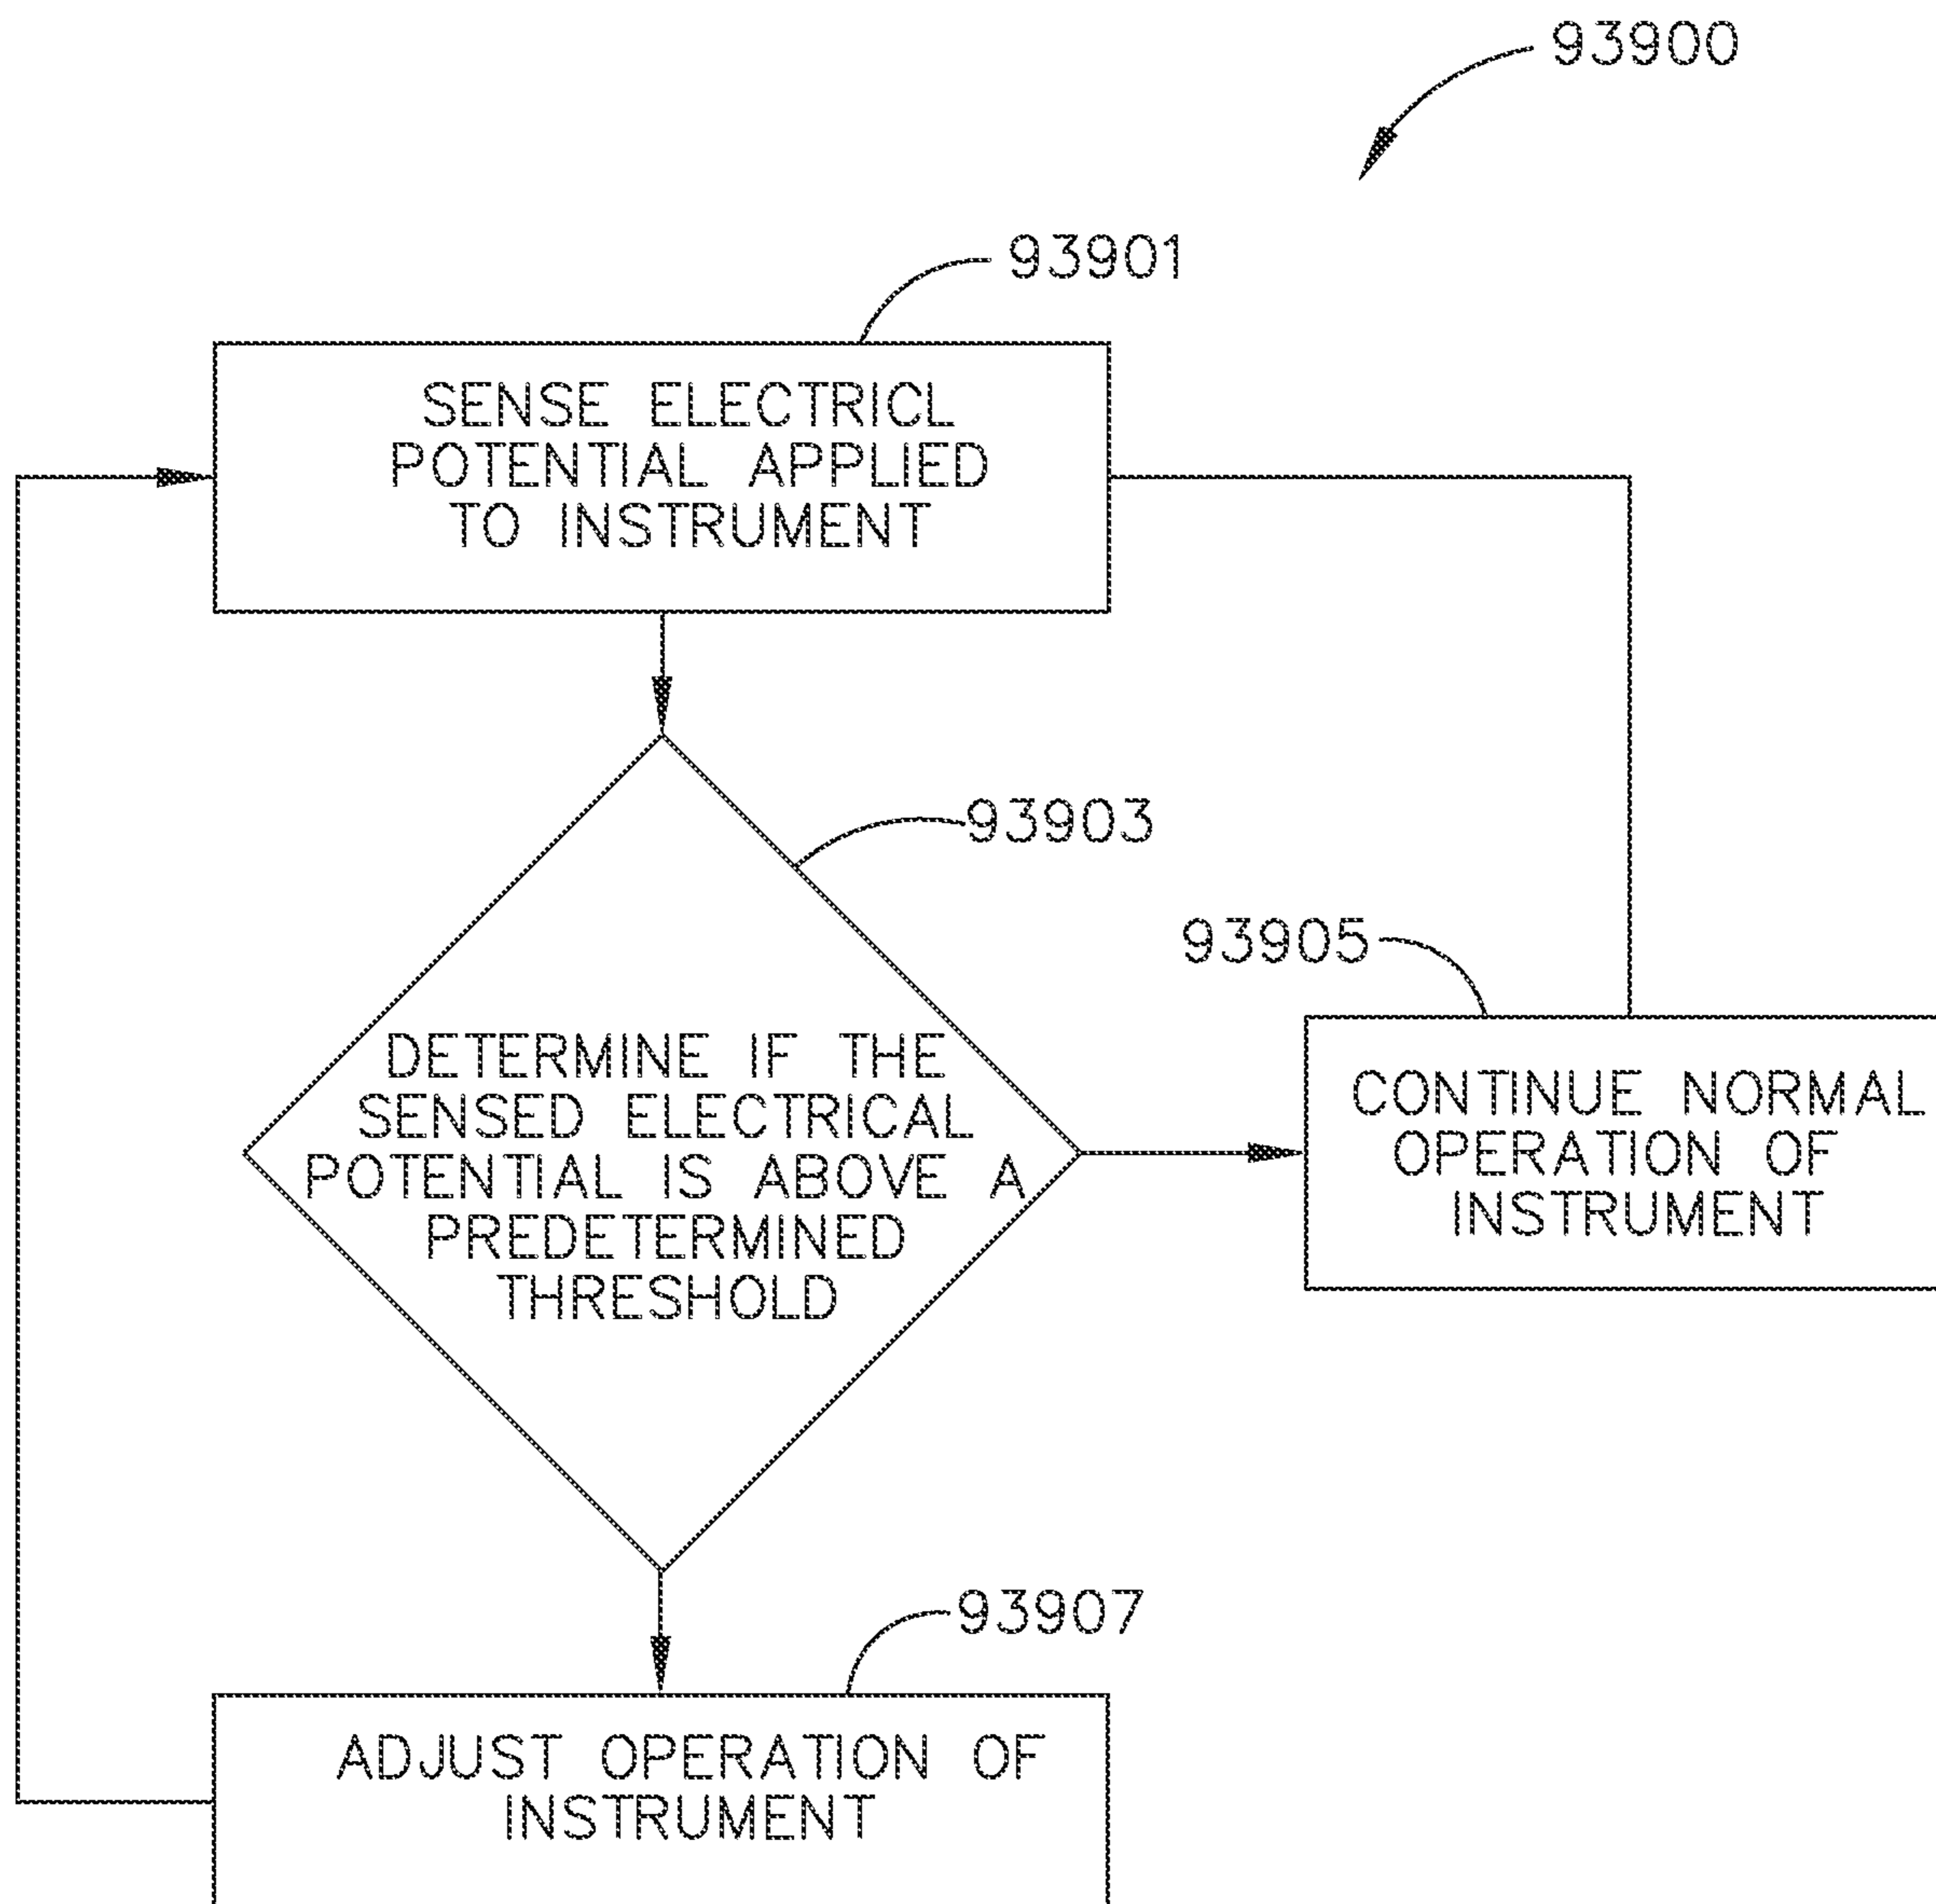 93900
93901
SENSE ELECTRICL
POTENTIAL APPLIED
TO INSTRUMENT
93903
DETERMINE IF THE
SENSED ELECTRICAL
POTENTIAL IS ABOVE A
PREDETERMINED
THRESHOLD
93905
CONTINUE NORMAL
OPERATION OF
INSTRUMENT
93907
ADJUST OPERATION OF
INSTRUMENT